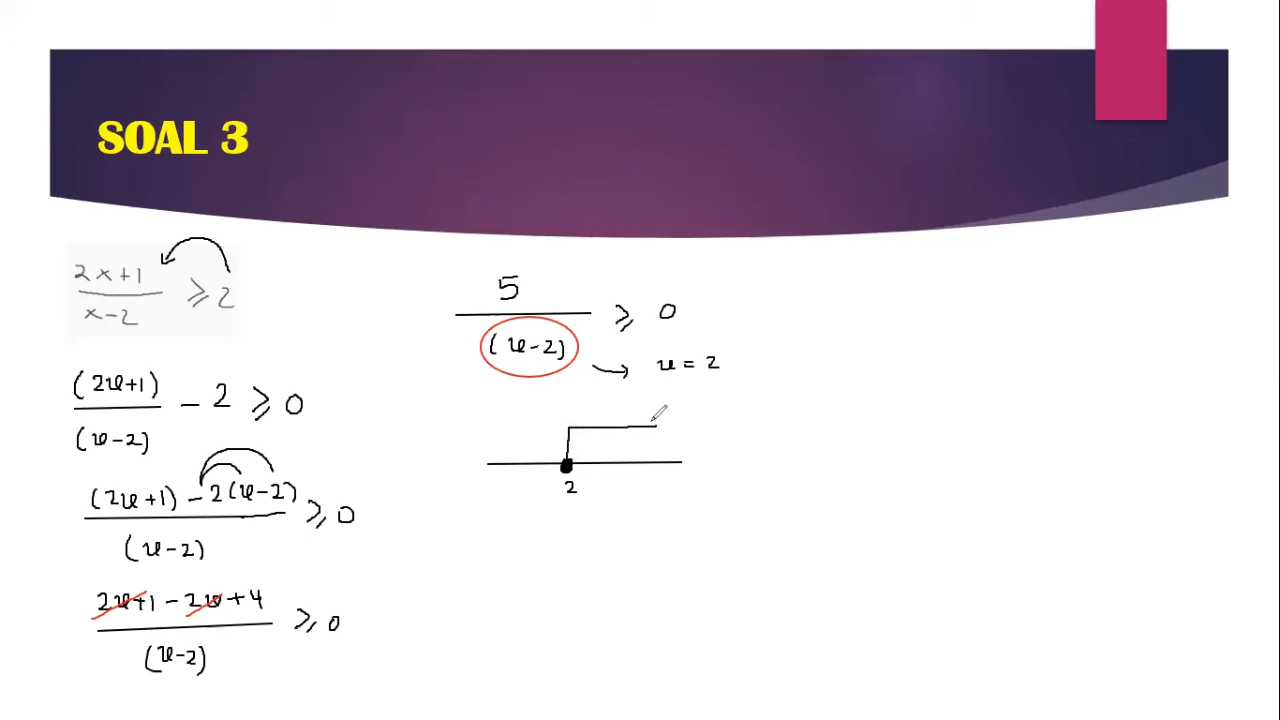 SOAL 3
2x+1
x-2
≥ 2
(2x+1)
(x-2)
- 2 ≥ 0
(2x+1) - 2(x-2)
(x-2)
≥ 0
2x+1 - 2x + 4
(x-2)
≥ 0
5
(x-2)
≥ 0
x = 2
2